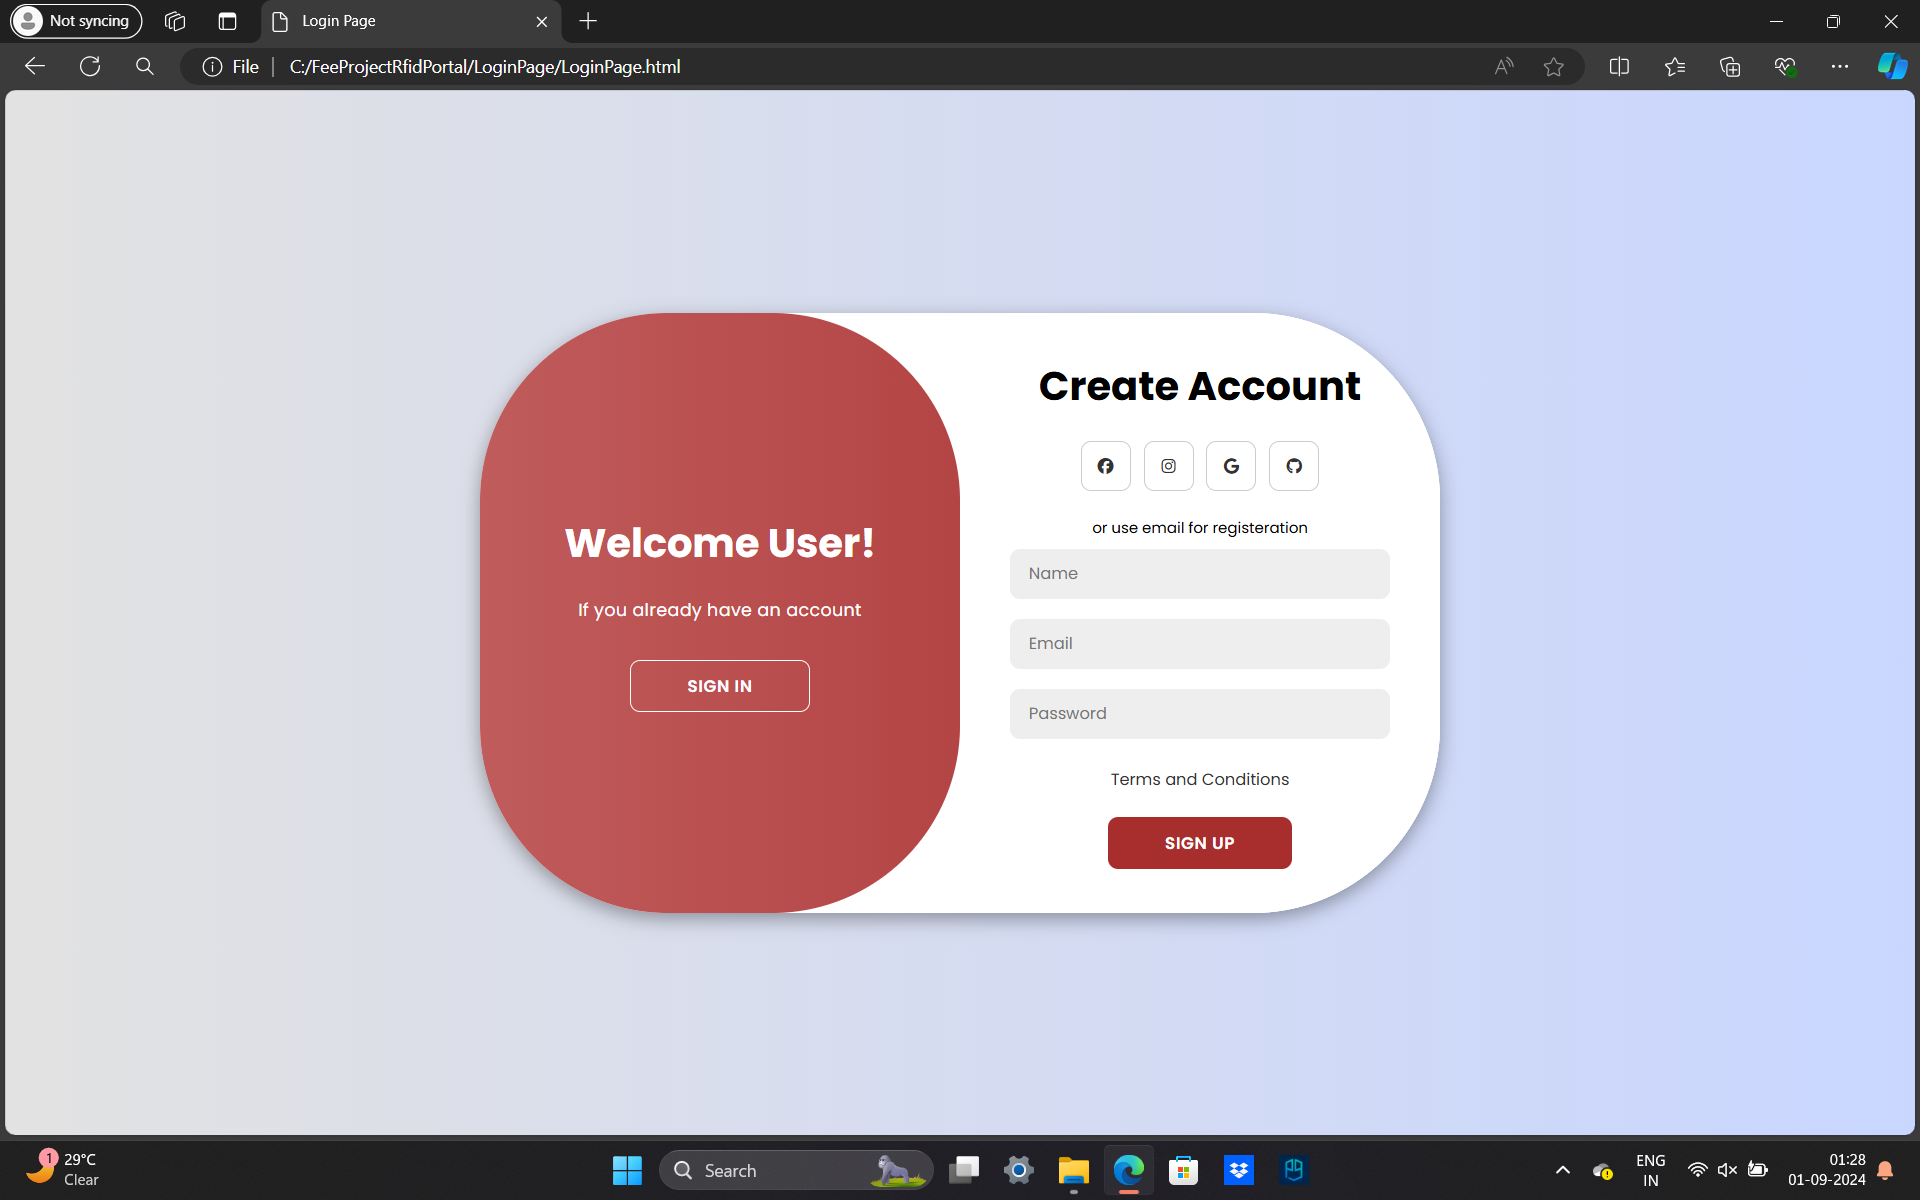 Not syncing
Login Page
File
C:/FeeProjectRfidPortal/LoginPage/LoginPage.html
Create Account
or use email for registeration
Name
Email
Password
Terms and Conditions
SIGN UP
Welcome User!
If you already have an account
SIGN IN
1
29°C
Clear
Search
ENG
IN
01:28
01-09-2024